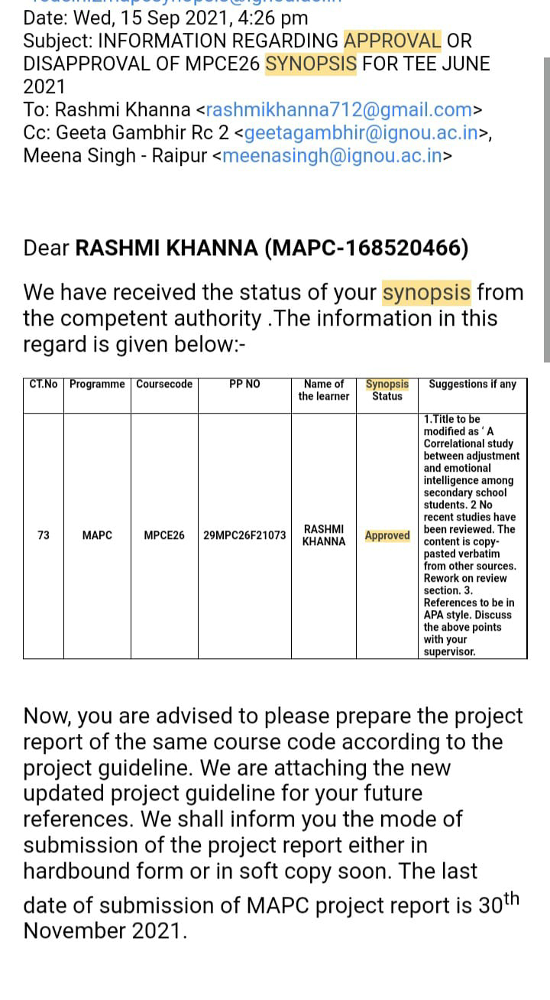 Date: Wed, 15 Sep 2021, 4:26 pm
Subject: INFORMATION REGARDING APPROVAL OR
DISAPPROVAL OF MPCE26 SYNOPSIS FOR TEE JUNE
2021
To: Rashmi Khanna <rashmikhanna712@gmail.com>
Cc: Geeta Gambhir Rc 2 <geetagambhir@ignou.ac.in>,
Meena Singh - Raipur <meenasingh@ignou.ac.in>
Dear RASHMI KHANNA (MAPC-168520466)
We have received the status of your synopsis from
the competent authority .The information in this
regard is given below:-
CT.No Programme Coursecode PP NO Name of the learner Synopsis Status Suggestions if any
73 MAPC MPCE26 29MPC26F21073 RASHMI KHANNA Approved
1.Title to be
modified as ‘ A
Correlational study
between adjustment
and emotional
intelligence among
secondary school
students. 2 No
recent studies have
been reviewed. The
content is copy-
pasted verbatim
from other sources.
Rework on review
section. 3.
References to be in
APA style. Discuss
the above points
with your
supervisor.
Now, you are advised to please prepare the project
report of the same course code according to the
project guideline. We are attaching the new
updated project guideline for your future
references. We shall inform you the mode of
submission of the project report either in
hardbound form or in soft copy soon. The last
date of submission of MAPC project report is 30th
November 2021.